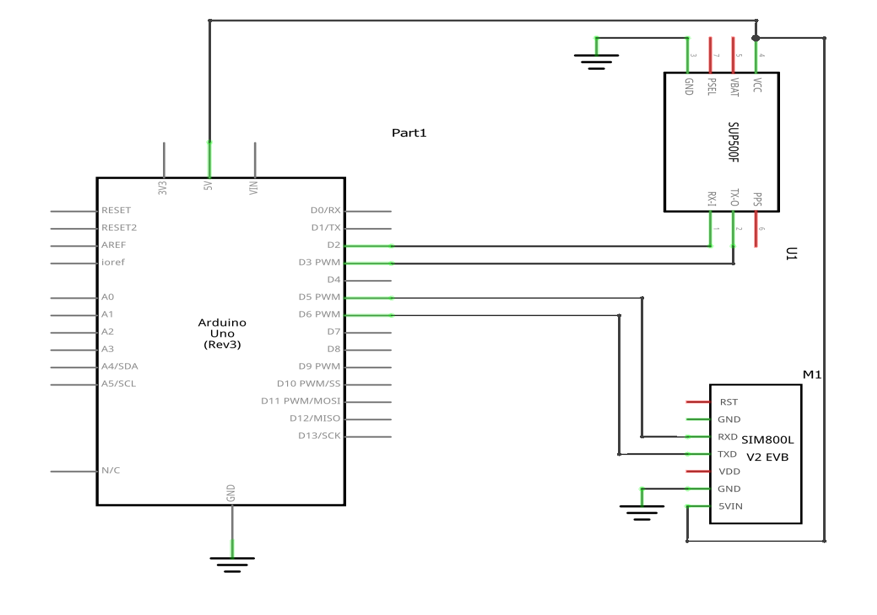 Part1
3V3
5V
VIN
RESET
RESET2
AREF
ioref
A0
A1
A2
A3
A4/SDA
A5/SCL
N/C
Arduino
Uno
(Rev3)
D0/RX
D1/TX
D2
D3 PWM
D4
D5 PWM
D6 PWM
D7
D8
D9 PWM
D10 PWM/SS
D11 PWM/MOSI
D12/MISO
D13/SCK
GND
3
7
5
4
GND
PSEL
VBAT
VCC
SUP500F
RX-I
TX-O
PPS
1
2
6
U1
M1
RST
GND
RXD
TXD
VDD
GND
5VIN
SIM800L
V2 EVB